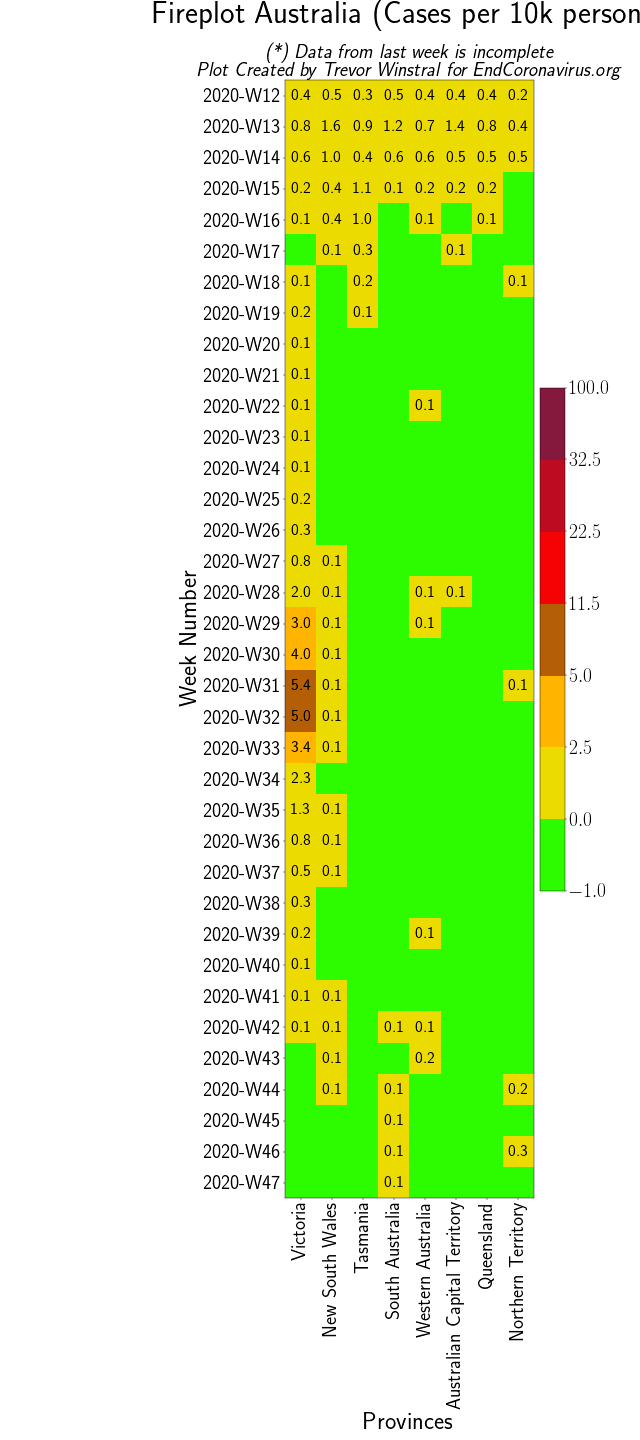 Fireplot Australia (Cases per 10k person
(*) Data from last week is incomplete
Plot Created by Trevor Winstral for EndCoronavirus.org
2020-W12 0.4 0.5 0.3 0.5 0.4 0.4 0.4 0.2
2020-W13 0.8 1.6 0.9 1.2 0.7 1.4 0.8 0.4
2020-W14 0.6 1.0 0.4 0.6 0.6 0.5 0.5 0.5
2020-W15 0.2 0.4 1.1 0.1 0.2 0.2 0.2
2020-W16 0.1 0.4 1.0 0.1 0.1
2020-W17 0.1 0.3 0.1
2020-W18 0.1 0.2 0.1
2020-W19 0.2 0.1
2020-W20 0.1
2020-W21 0.1
2020-W22 0.1 0.1
2020-W23 0.1
2020-W24 0.1
2020-W25 0.2
2020-W26 0.3
2020-W27 0.8 0.1
2020-W28 2.0 0.1 0.1 0.1
2020-W29 3.0 0.1 0.1
2020-W30 4.0 0.1
2020-W31 5.4 0.1 0.1
2020-W32 5.0 0.1
2020-W33 3.4 0.1
2020-W34 2.3
2020-W35 1.3 0.1
2020-W36 0.8 0.1
2020-W37 0.5 0.1
2020-W38 0.3
2020-W39 0.2 0.1
2020-W40 0.1
2020-W41 0.1 0.1
2020-W42 0.1 0.1 0.1 0.1
2020-W43 0.1 0.2
2020-W44 0.1 0.1 0.2
2020-W45 0.1
2020-W46 0.1 0.3
2020-W47 0.1
Week Number
Victoria
New South Wales
Tasmania
South Australia
Western Australia
Australian Capital Territory
Queensland
Northern Territory
Provinces
100.0
32.5
22.5
11.5
5.0
2.5
0.0
−1.0